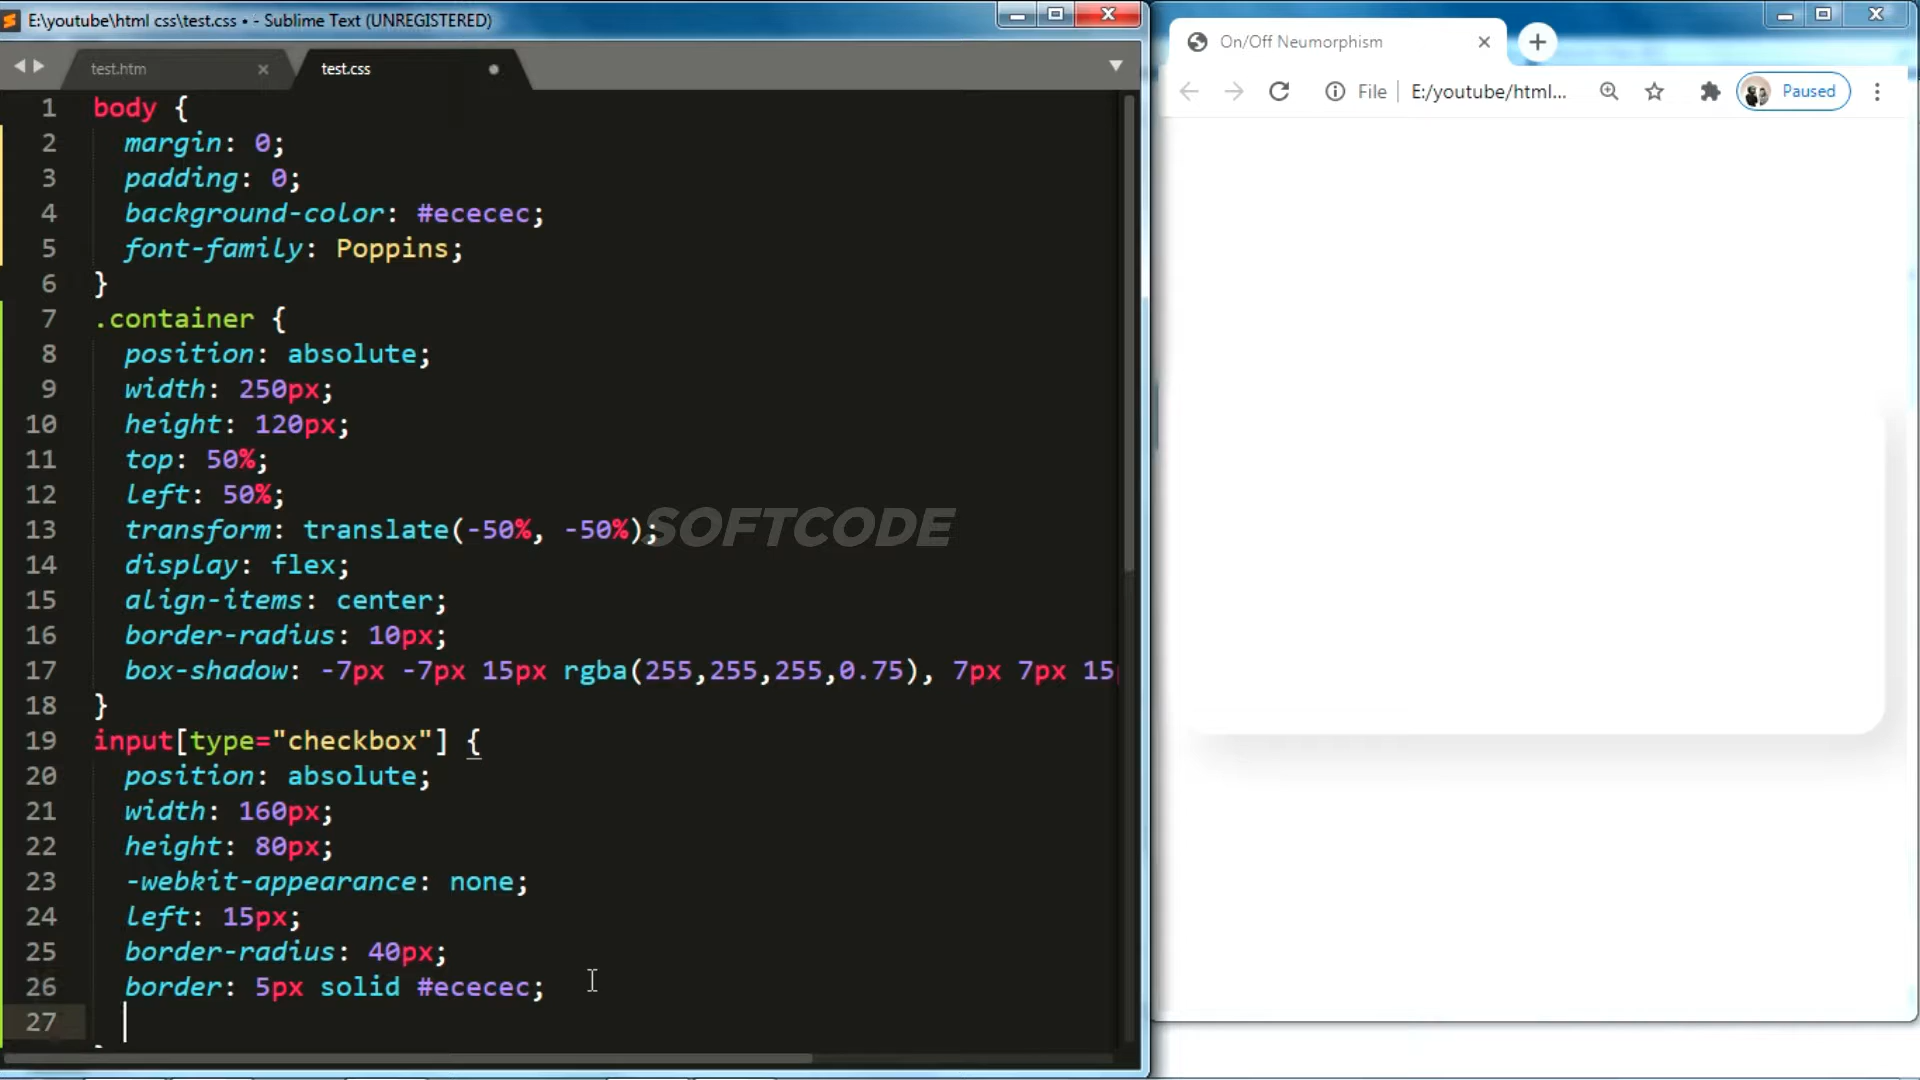 E:\youtube\html css\test.css • - Sublime Text (UNREGISTERED)
test.htm
test.css
1 body {
2 margin: 0;
3 padding: 0;
4 background-color: #ececec;
5 font-family: Poppins;
6 }
7 .container {
8 position: absolute;
9 width: 250px;
10 height: 120px;
11 top: 50%;
12 left: 50%;
13 transform: translate(-50%, -50%);
14 display: flex;
15 align-items: center;
16 border-radius: 10px;
17 box-shadow: -7px -7px 15px rgba(255,255,255,0.75), 7px 7px 15p
18 }
19 input[type="checkbox"] {
20 position: absolute;
21 width: 160px;
22 height: 80px;
23 -webkit-appearance: none;
24 left: 15px;
25 border-radius: 40px;
26 border: 5px solid #ececec;
27
SOFTCODE
On/Off Neumorphism
File E:/youtube/html...
Paused